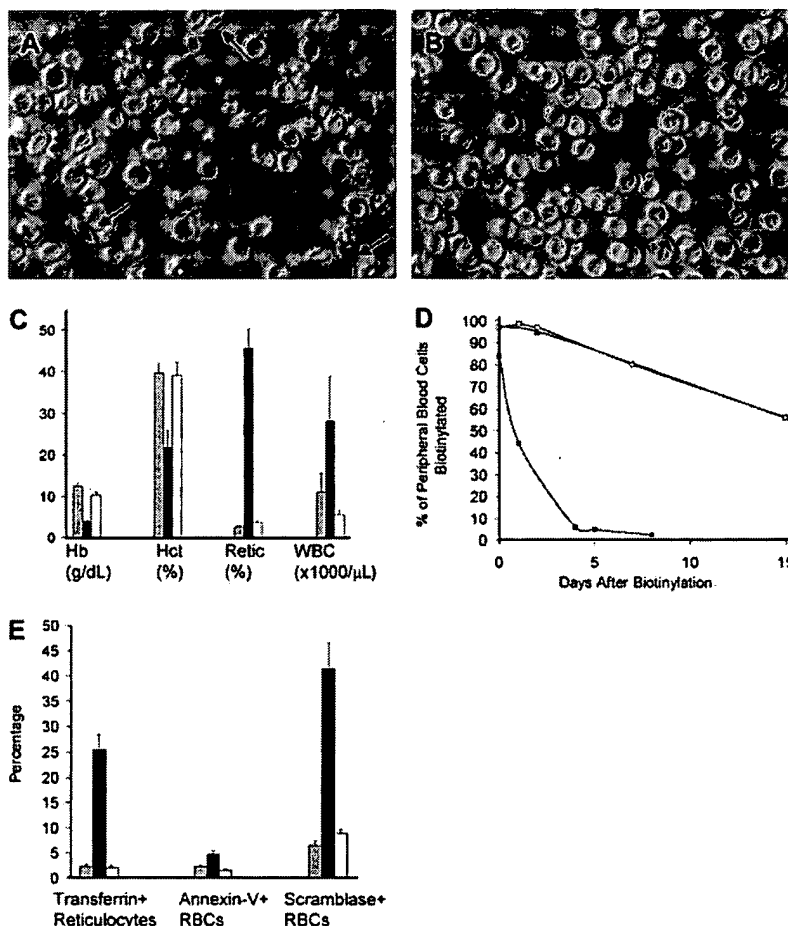 A
B
C
50
40
30
20
10
0
Hb (g/dL)
Hct (%)
Retic (%)
WBC (x1000/μL)
D
% of Peripheral Blood Cells Biotinylated
100
90
80
70
60
50
40
30
20
10
0
0 5 10 15
Days After Biotinylation
E
Percentage
50
45
40
35
30
25
20
15
10
5
0
Transferrin+ Reticulocytes
Annexin-V+ RBCs
Scramblase+ RBCs